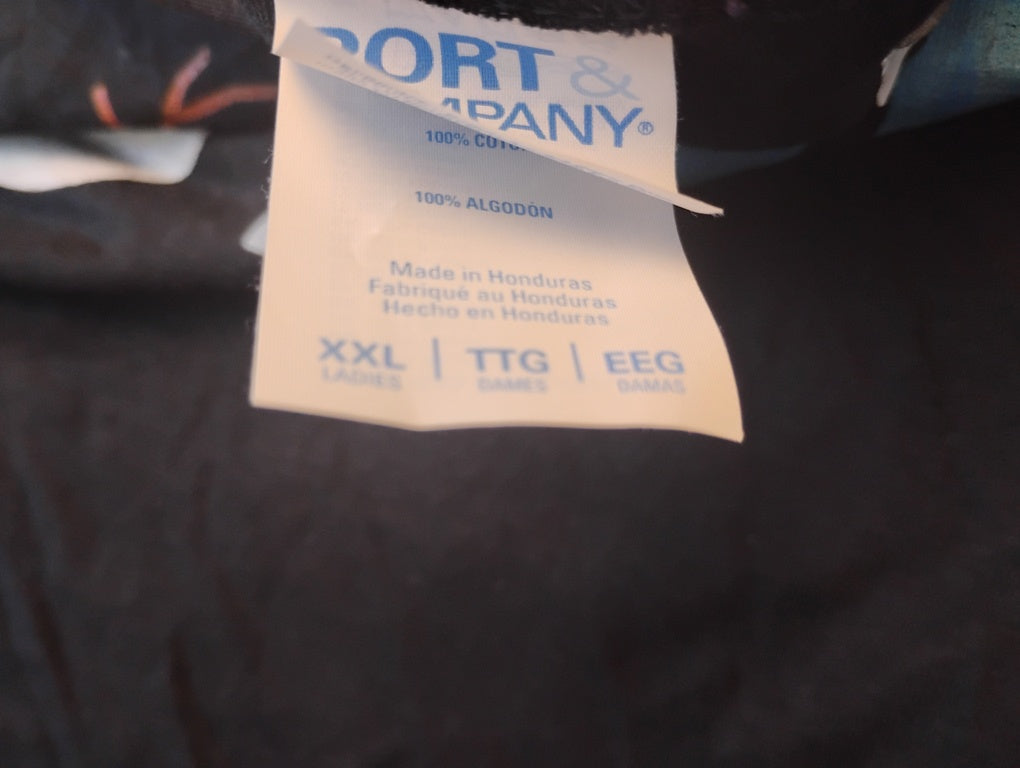 PORT &
MPANY®
100% COTO
100% ALGODÓN
Made in Honduras
Fabriqué au Honduras
Hecho en Honduras
XXL | TTG | EEG
LADIES DAMES DAMAS